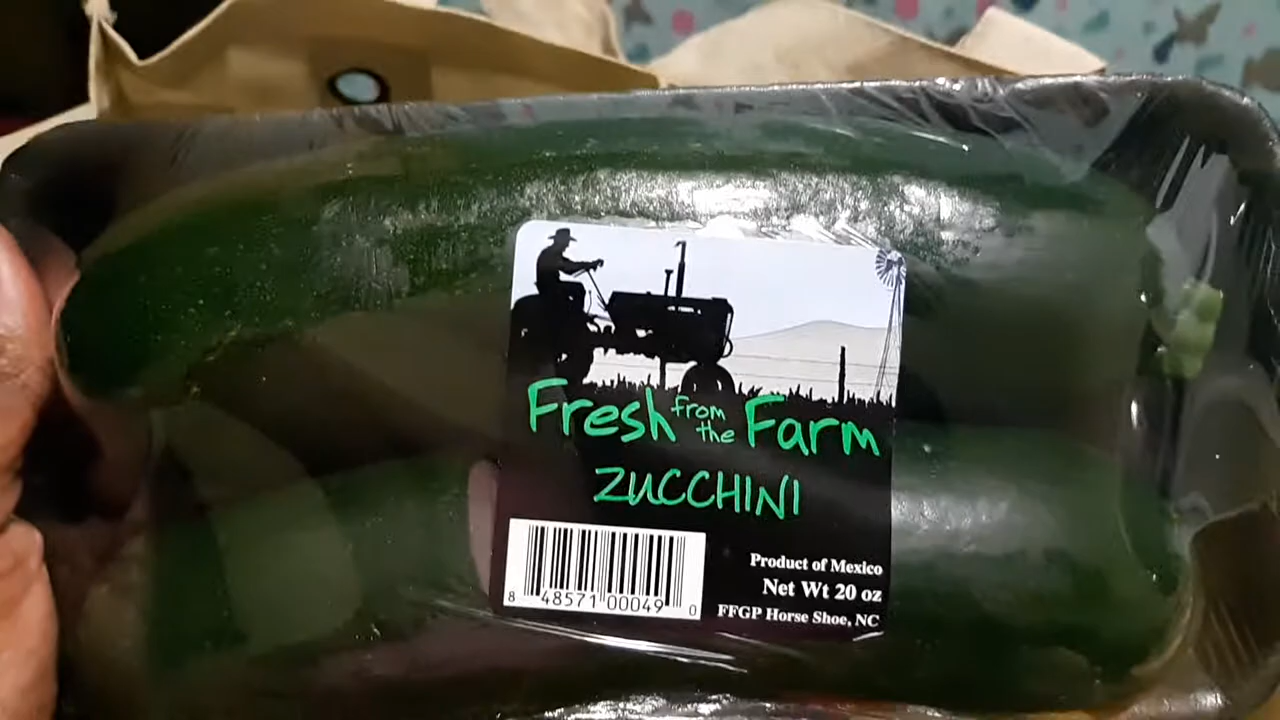 Fresh from the Farm
ZUCCHINI
Product of Mexico
Net Wt 20 oz
FFGP Horse Shoe, NC
8 48571 00049 0